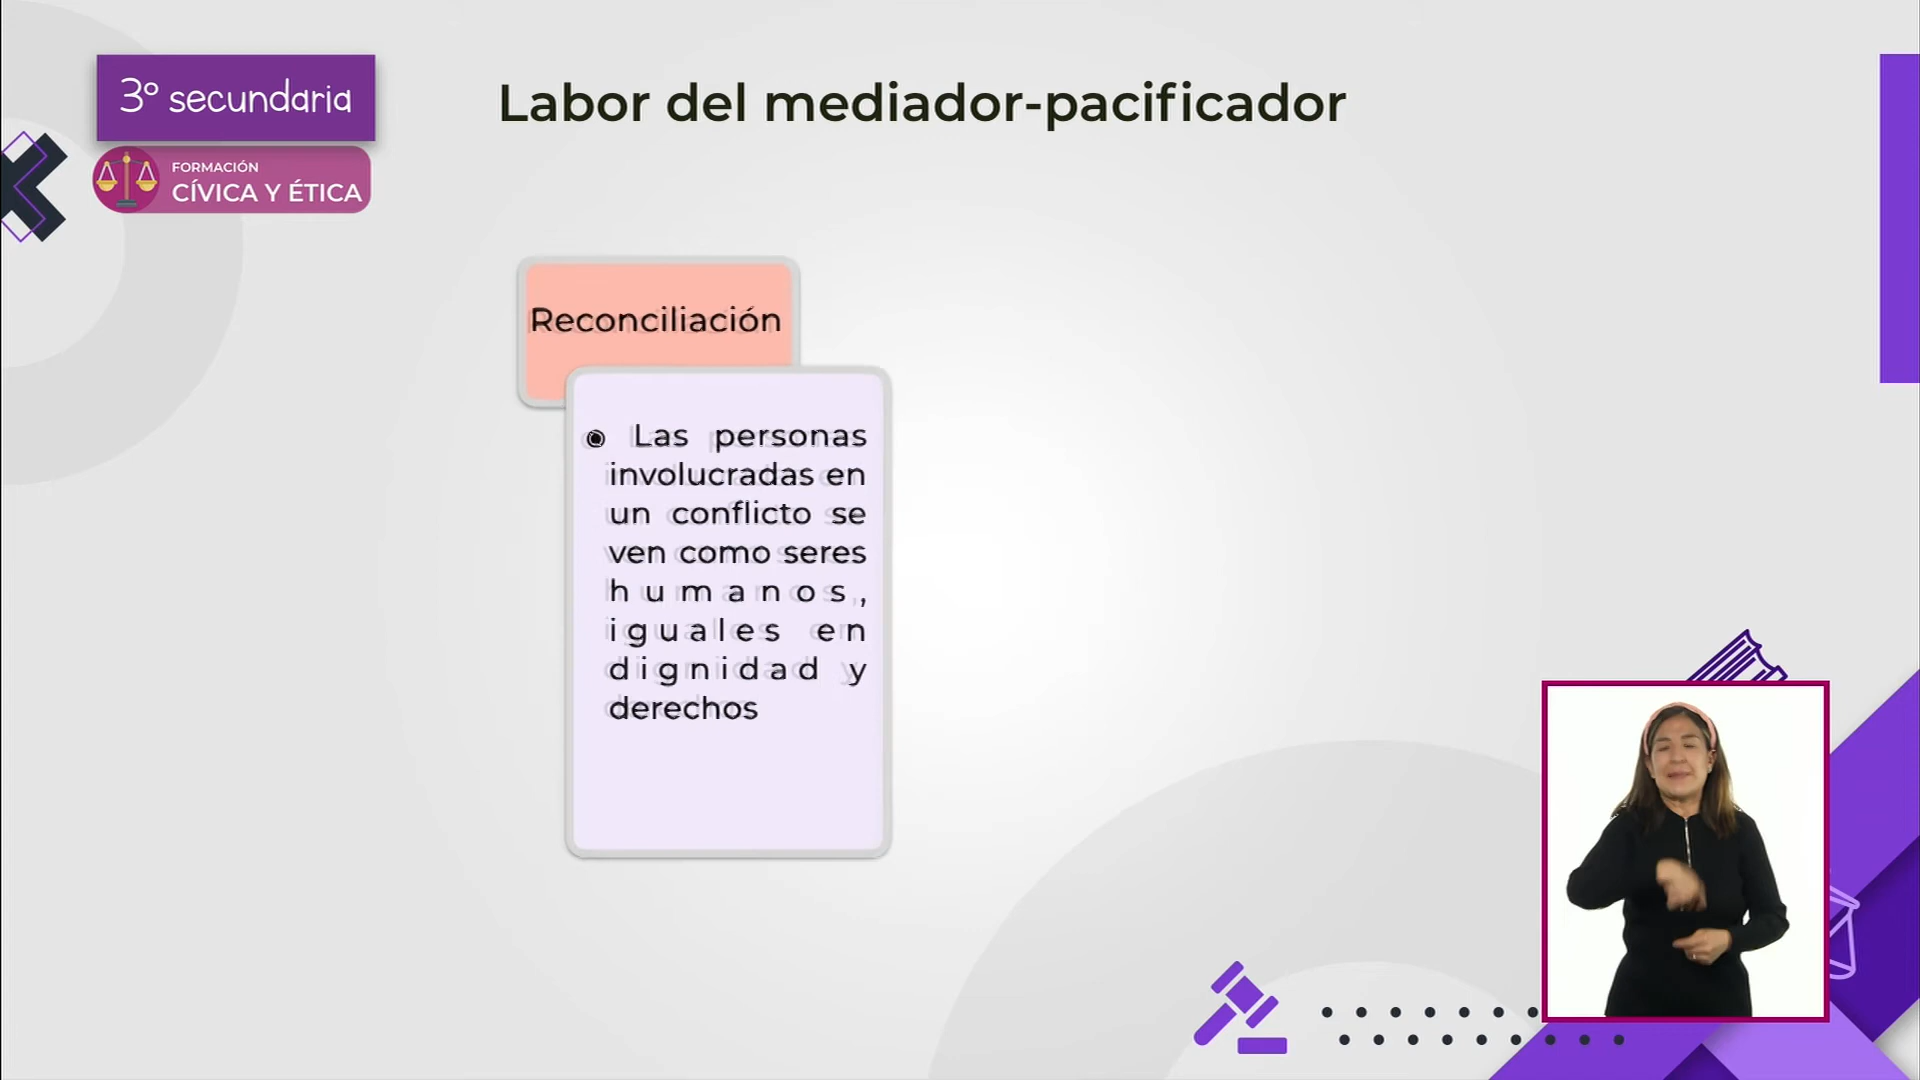 3° secundaria
FORMACIÓN
CÍVICA Y ÉTICA
Labor del mediador-pacificador
Reconciliación
Las personas
involucradas en
un conflicto se
ven como seres
humanos,
iguales en
dignidad y
derechos